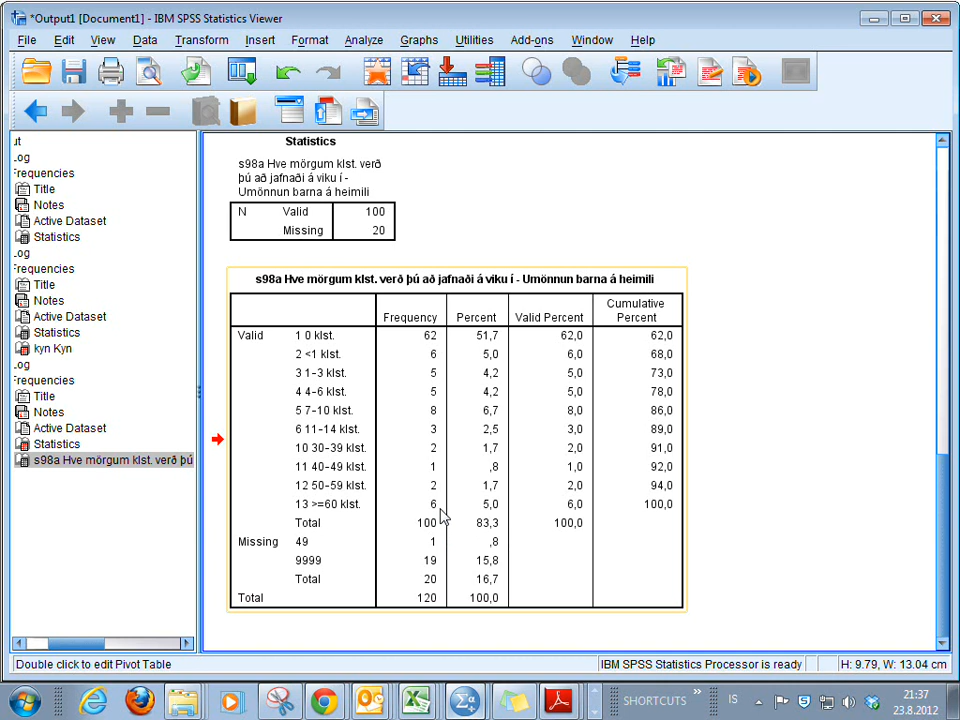 *Output1 [Document1] - IBM SPSS Statistics Viewer
File Edit View Data Transform Insert Format Analyze Graphs Utilities Add-ons Window Help
ut
Log
Frequencies
Title
Notes
Active Dataset
Statistics
Log
Frequencies
Title
Notes
Active Dataset
Statistics
kyn Kyn
Log
Frequencies
Title
Notes
Active Dataset
Statistics
s98a Hve mörgum klst. verð þú
Statistics
s98a Hve mörgum klst. verð
þú að jafnaði á viku í -
Umönnun barna á heimili
N Valid 100
Missing 20
s98a Hve mörgum klst. verð þú að jafnaði á viku í - Umönnun barna á heimili
Frequency Percent Valid Percent Cumulative Percent
Valid 1 0 klst. 62 51,7 62,0 62,0
2 <1 klst. 6 5,0 6,0 68,0
3 1-3 klst. 5 4,2 5,0 73,0
4 4-6 klst. 5 4,2 5,0 78,0
5 7-10 klst. 8 6,7 8,0 86,0
6 11-14 klst. 3 2,5 3,0 89,0
10 30-39 klst. 2 1,7 2,0 91,0
11 40-49 klst. 1 ,8 1,0 92,0
12 50-59 klst. 2 1,7 2,0 94,0
13 >=60 klst. 6 5,0 6,0 100,0
Total 100 83,3 100,0
Missing 49 1 ,8
9999 19 15,8
Total 20 16,7
Total 120 100,0
Double click to edit Pivot Table
IBM SPSS Statistics Processor is ready
H: 9.79, W: 13.04 cm
SHORTCUTS
IS
21:37
23.8.2012